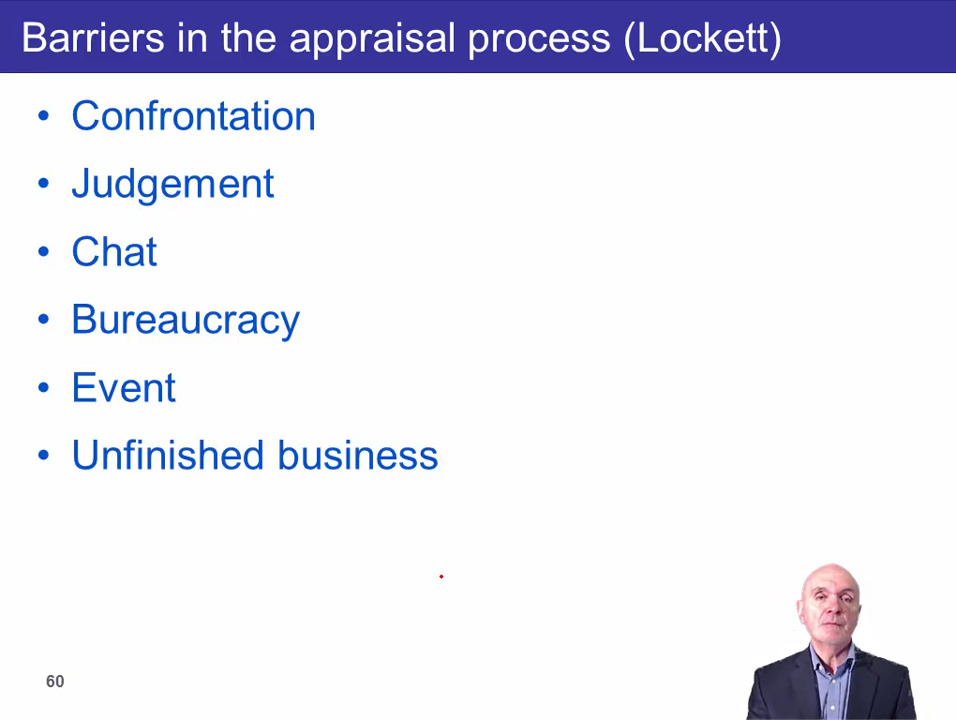 Barriers in the appraisal process (Lockett)
• Confrontation
• Judgement
• Chat
• Bureaucracy
• Event
• Unfinished business
60